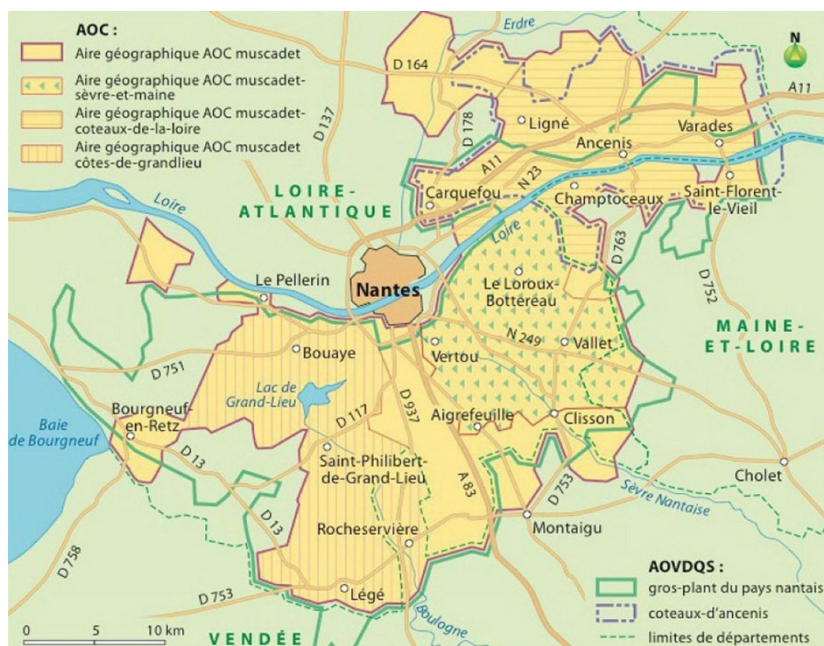 AOC :
Aire géographique AOC muscadet
Aire géographique AOC muscadet-
sèvre-et-maine
Aire géographique AOC muscadet-
coteaux-de-la-loire
Aire géographique AOC muscadet
côtes-de-grandlieu
Erdre
N
D 164
D 137
D 178
A11
Ligné
Varades
Ancenis
A11
N 23
LOIRE-
ATLANTIQUE
Carquefou
Champtoceaux
Saint-Florent-
le-Vieil
Loire
Loire
D 763
D 752
Le Pellerin
Nantes
Le Loroux-
Bottereau
MAINE-
ET-LOIRE
N 249
Bouaye
Vertou
Vallet
D 751
Lac de
Grand-Lieu
D 937
D 117
Aigrefeuille
Clisson
Baie
de Bourgneuf
Bourgneuf-
en-Retz
D 13
Saint-Philibert-
de-Grand-Lieu
A 83
D 753
Cholet
Sèvre Nantaise
D 13
Rocheservière
Montaigu
D 758
D 753
Légé
Boulogne
VENDÉE
0 5 10 km
AOVDQS :
gros-plant du pays nantais
coteaux-d'ancenis
limites de départements